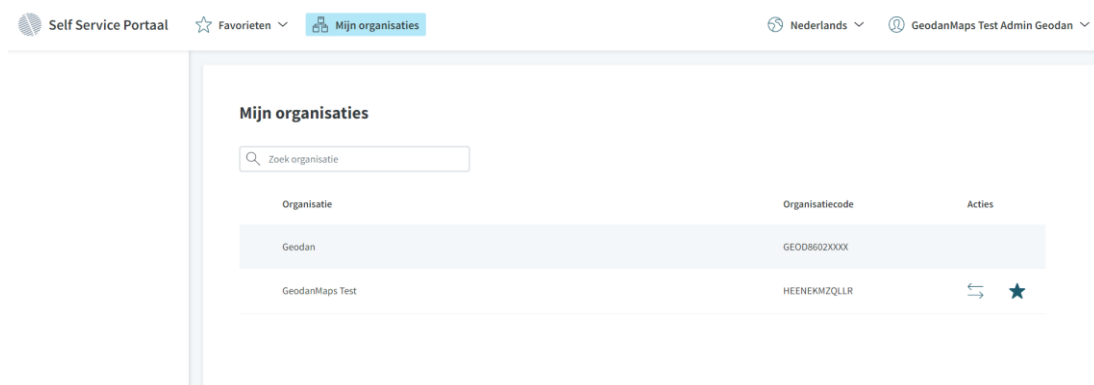 Self Service Portaal Favorieten Mijn organisaties Nederlands GeodanMaps Test Admin Geodan
Mijn organisaties
Zoek organisatie
Organisatie Organisatiecode Acties
Geodan GEOD8602XXXX
GeodanMaps Test HEENEKMZQLLR